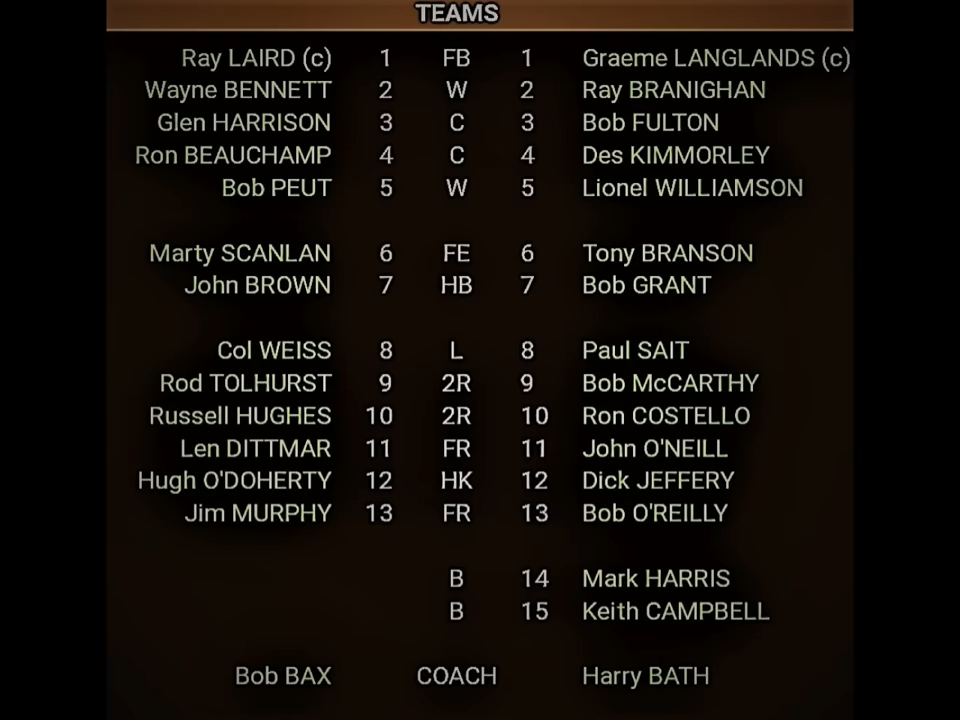 TEAMS
Ray LAIRD (c) 1 FB 1 Graeme LANGLANDS (c)
Wayne BENNETT 2 W 2 Ray BRANIGHAN
Glen HARRISON 3 C 3 Bob FULTON
Ron BEAUCHAMP 4 C 4 Des KIMMORLEY
Bob PEUT 5 W 5 Lionel WILLIAMSON
Marty SCANLAN 6 FE 6 Tony BRANSON
John BROWN 7 HB 7 Bob GRANT
Col WEISS 8 L 8 Paul SAIT
Rod TOLHURST 9 2R 9 Bob McCARTHY
Russell HUGHES 10 2R 10 Ron COSTELLO
Len DITTMAR 11 FR 11 John O'NEILL
Hugh O'DOHERTY 12 HK 12 Dick JEFFERY
Jim MURPHY 13 FR 13 Bob O'REILLY
B 14 Mark HARRIS
B 15 Keith CAMPBELL
Bob BAX COACH Harry BATH